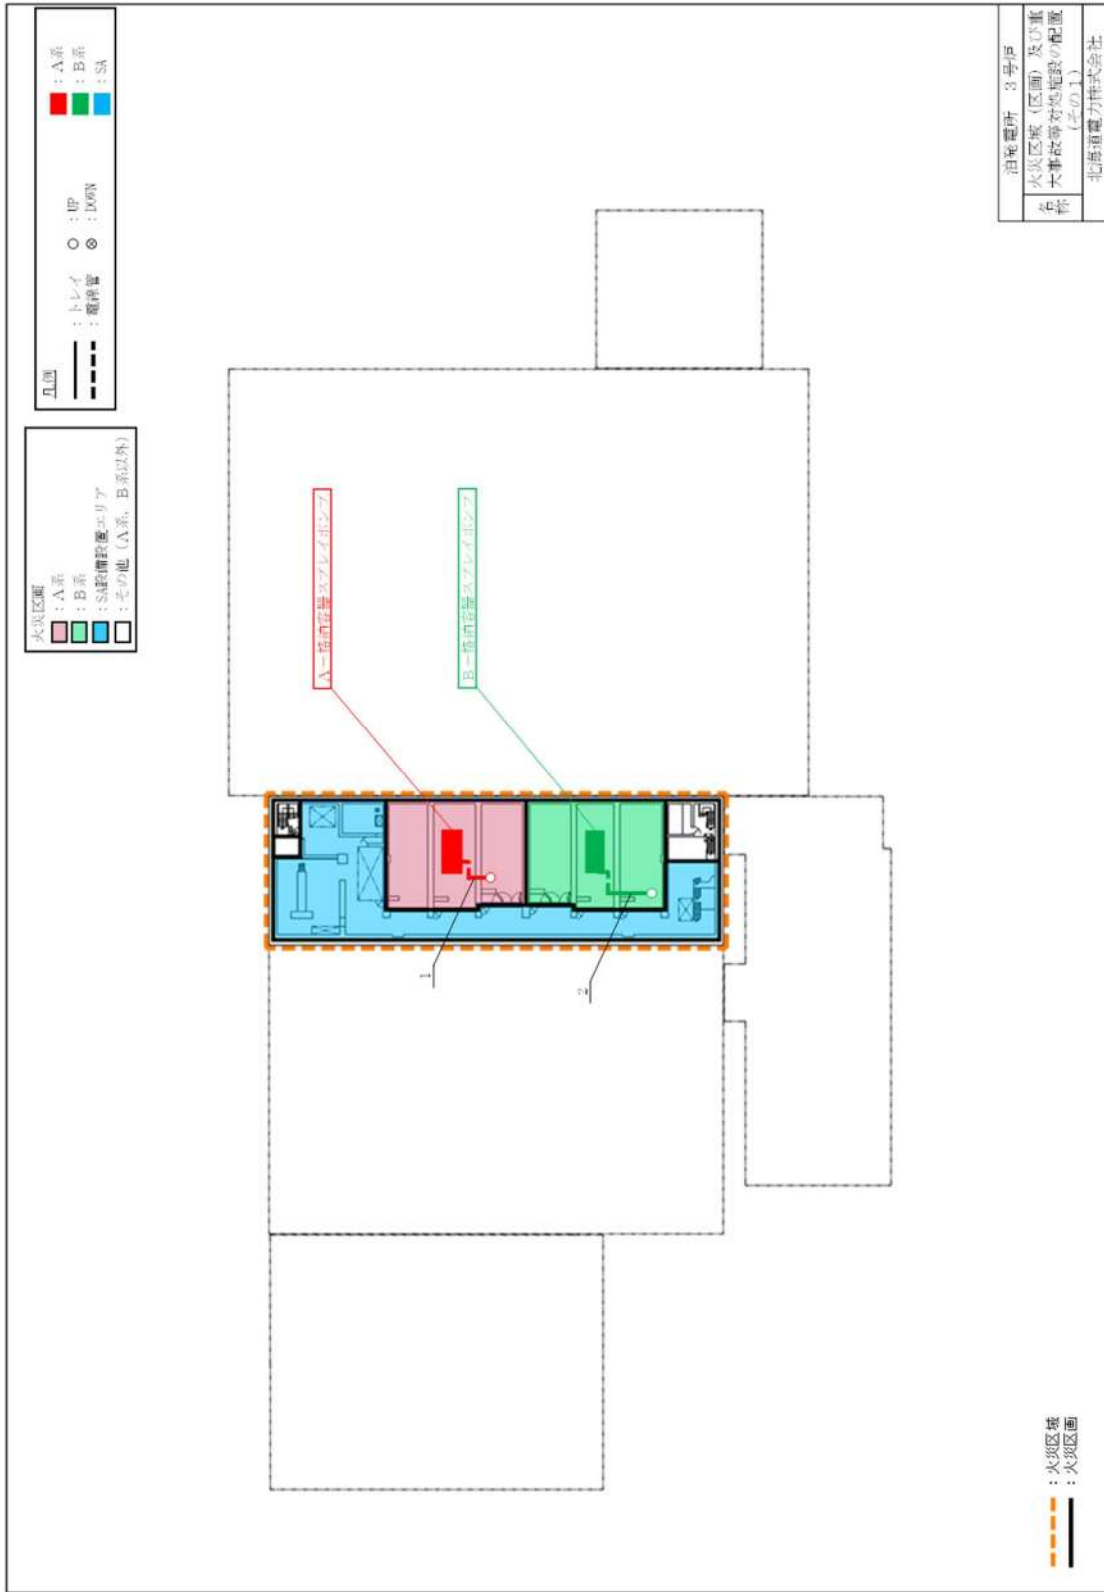 火災区画
：A系
：B系
：SA設備設置エリア
：その他（A系、B系以外）
凡例
：トレイ
：電線管
○：UP
⊗：DOWN
：A系
：B系
：SA
A－格納容器スプレイポンプ
B－格納容器スプレイポンプ
1
2
：火災区域
：火災区画
泊発電所　3号炉
名称
火災区域（区画）及び重
大事故等対処施設の配置
（その1）
北海道電力株式会社